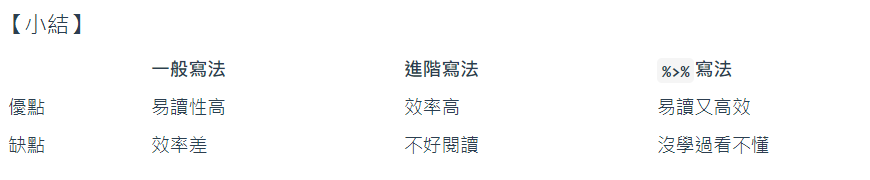 【小結】
一般寫法 進階寫法 %>% 寫法
優點 易讀性高 效率高 易讀又高效
缺點 效率差 不好閱讀 沒學過看不懂